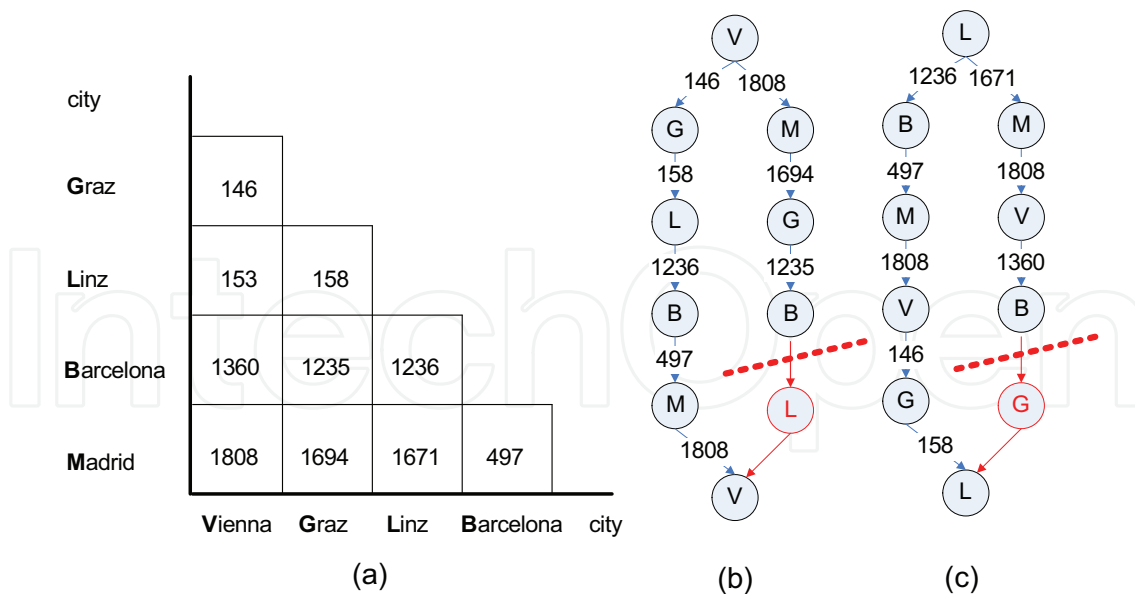 city
Graz
146
Linz
153 158
Barcelona
1360 1235 1236
Madrid
1808 1694 1671 497
Vienna Graz Linz Barcelona city
(a)
V
146 1808
G M
158 1694
L G
1236 1235
B B
497
M L
1808
V
(b)
L
1236 1671
B M
497 1808
M V
1808 1360
V B
146
G G
158
L
(c)
IntechOpen